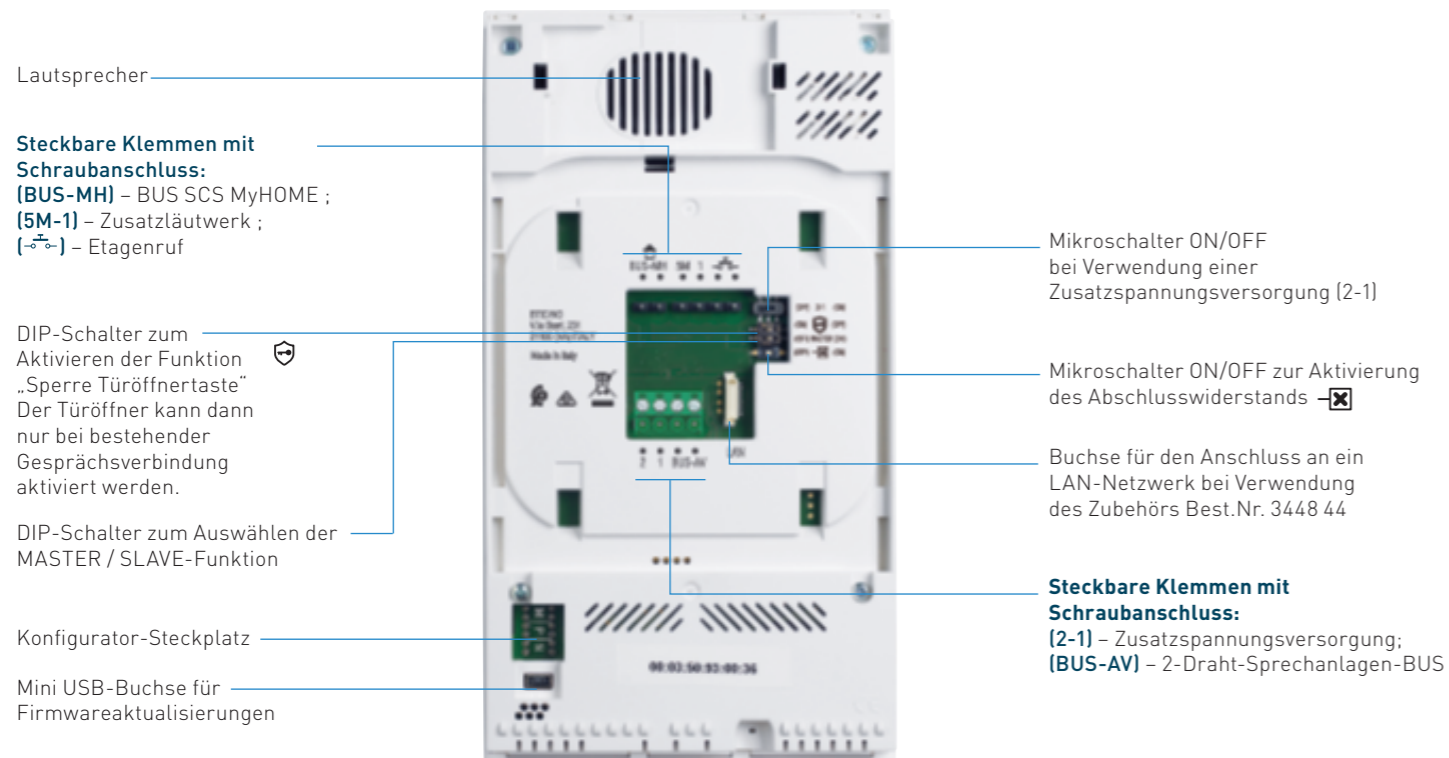 Lautsprecher
Steckbare Klemmen mit
Schraubanschluss:
(BUS-MH) – BUS SCS MyHOME ;
(5M-1) – Zusatzläutwerk ;
( ) – Etagenruf
DIP-Schalter zum
Aktivieren der Funktion
„Sperre Türöffnertaste“
Der Türöffner kann dann
nur bei bestehender
Gesprächsverbindung
aktiviert werden.
DIP-Schalter zum Auswählen der
MASTER / SLAVE-Funktion
Konfigurator-Steckplatz
Mini USB-Buchse für
Firmwareaktualisierungen
BUS-MH 5M 1
Made in Italy
2 1 BUS-AV LAN
00:03:50:93:00:36
Mikroschalter ON/OFF
bei Verwendung einer
Zusatzspannungsversorgung (2-1)
Mikroschalter ON/OFF zur Aktivierung
des Abschlusswiderstands
Buchse für den Anschluss an ein
LAN-Netzwerk bei Verwendung
des Zubehörs Best.Nr. 3448 44
Steckbare Klemmen mit
Schraubanschluss:
(2-1) – Zusatzspannungsversorgung;
(BUS-AV) – 2-Draht-Sprechanlagen-BUS